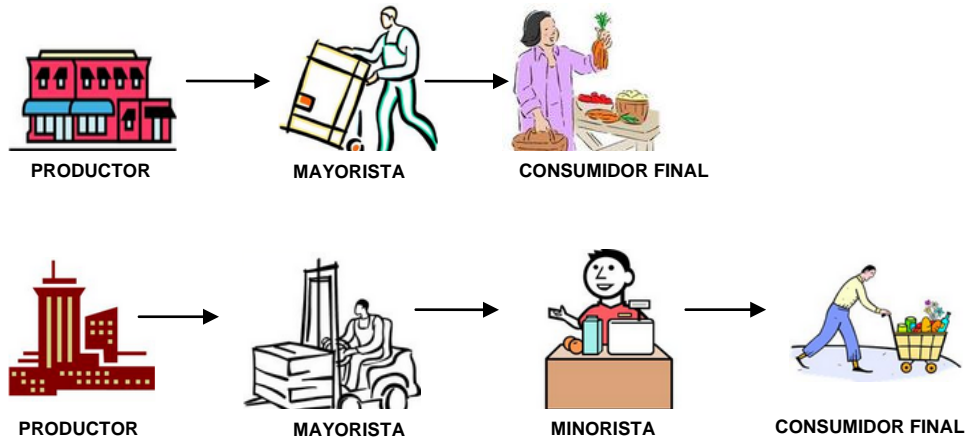 PRODUCTOR
MAYORISTA
CONSUMIDOR FINAL
PRODUCTOR
MAYORISTA
MINORISTA
CONSUMIDOR FINAL